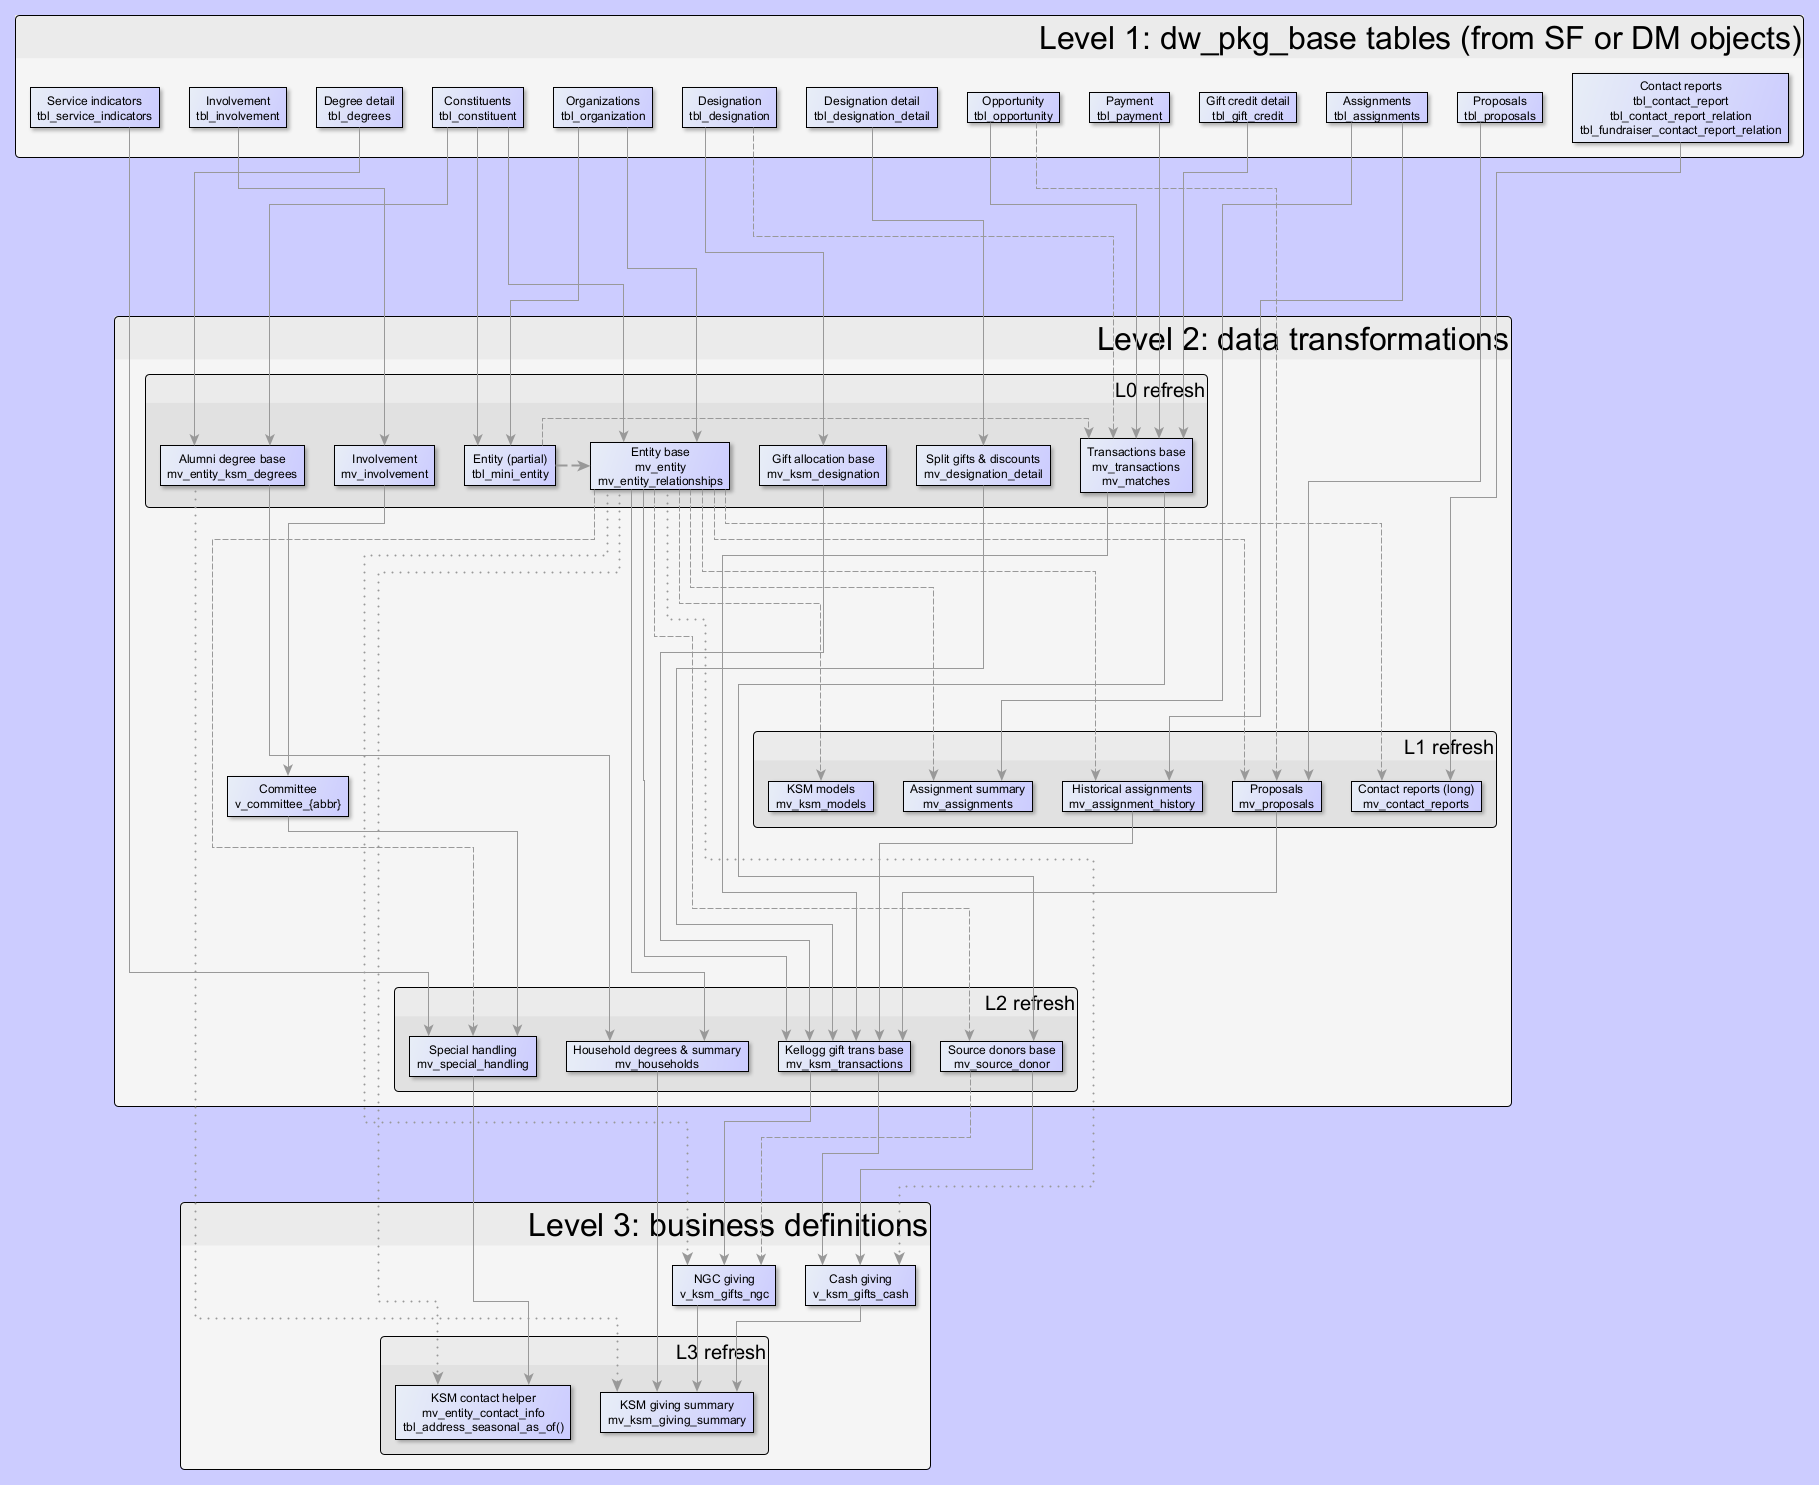 Level 1: dw_pkg_base tables (from SF or DM objects)
Service indicators
tbl_service_indicators
Involvement
tbl_involvement
Degree detail
tbl_degrees
Constituents
tbl_constituent
Organizations
tbl_organization
Designation
tbl_designation
Designation detail
tbl_designation_detail
Opportunity
tbl_opportunity
Payment
tbl_payment
Gift credit detail
tbl_gift_credit
Assignments
tbl_assignments
Proposals
tbl_proposals
Contact reports
tbl_contact_report
tbl_contact_report_relation
tbl_fundraiser_contact_report_relation
Level 2: data transformations
L0 refresh
Alumni degree base
mv_entity_ksm_degrees
Involvement
mv_involvement
Entity (partial)
tbl_mini_entity
Entity base
mv_entity
mv_entity_relationships
Gift allocation base
mv_ksm_designation
Split gifts & discounts
mv_designation_detail
Transactions base
mv_transactions
mv_matches
L1 refresh
Committee
v_committee_{abbr}
KSM models
mv_ksm_models
Assignment summary
mv_assignments
Historical assignments
mv_assignment_history
Proposals
mv_proposals
Contact reports (long)
mv_contact_reports
L2 refresh
Special handling
mv_special_handling
Household degrees & summary
mv_households
Kellogg gift trans base
mv_ksm_transactions
Source donors base
mv_source_donor
Level 3: business definitions
NGC giving
v_ksm_gifts_ngc
Cash giving
v_ksm_gifts_cash
L3 refresh
KSM contact helper
mv_entity_contact_info
tbl_address_seasonal_as_of()
KSM giving summary
mv_ksm_giving_summary